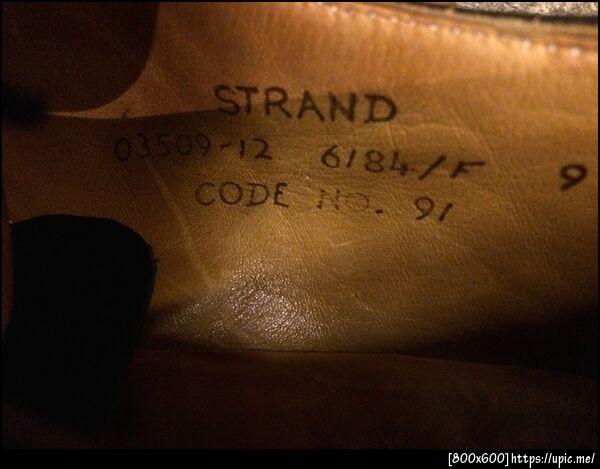 STRAND
03509-12 6184/F 9
CODE NO. 91
[800x600]https://upic.me/